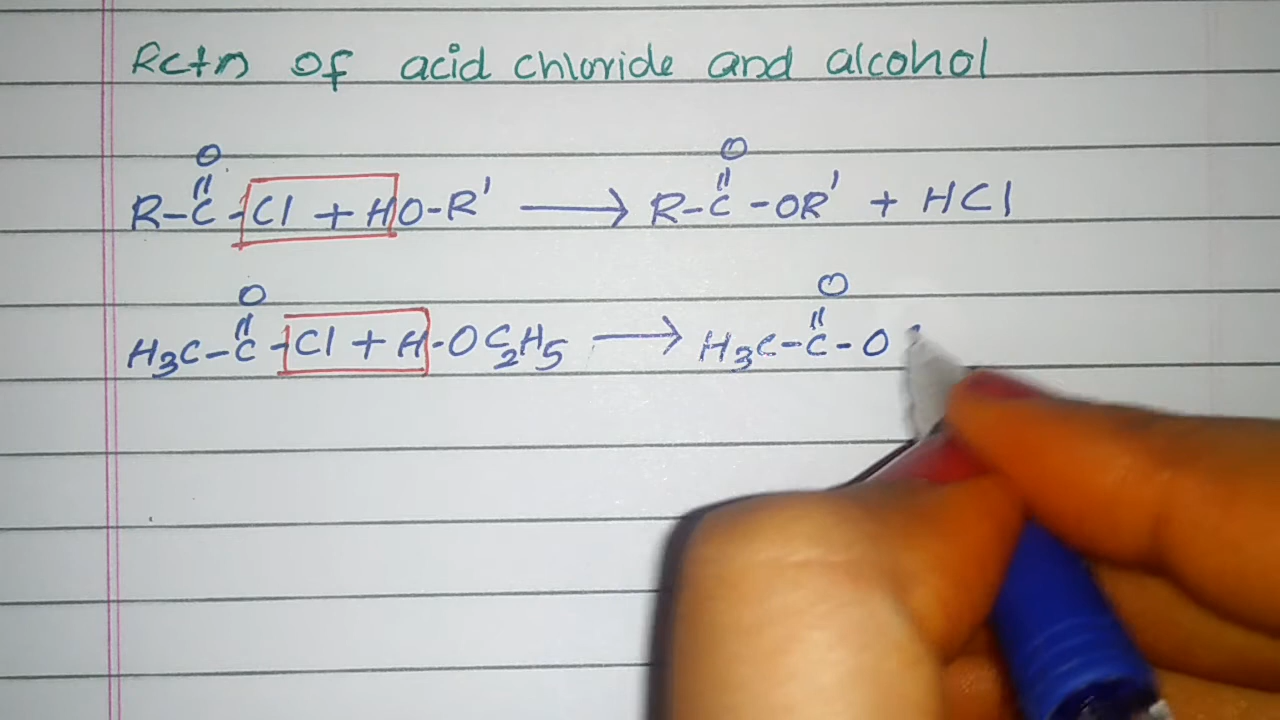 Rctn of acid chloride and alcohol
O
O
R-C-Cl + HO-R' → R-C-OR' + HCl
O
O
H3C-C-Cl + H-OC2H5 → H3C-C-O